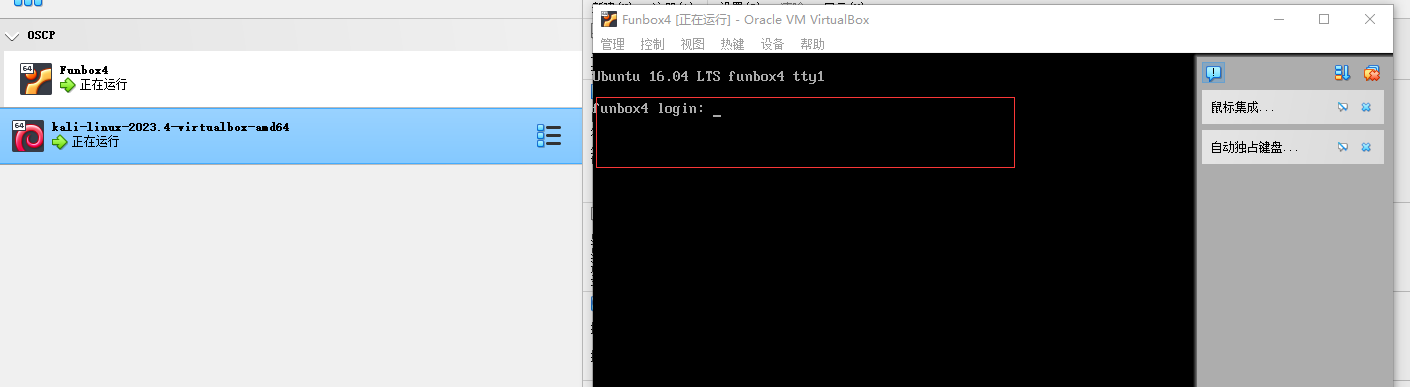 OSCP
64
Funbox4
正在运行
64
kali-linux-2023.4-virtualbox-amd64
正在运行
Funbox4 [正在运行] - Oracle VM VirtualBox
管理 控制 视图 热键 设备 帮助
Ubuntu 16.04 LTS funbox4 tty1
funbox4 login: _
鼠标集成...
自动独占键盘...